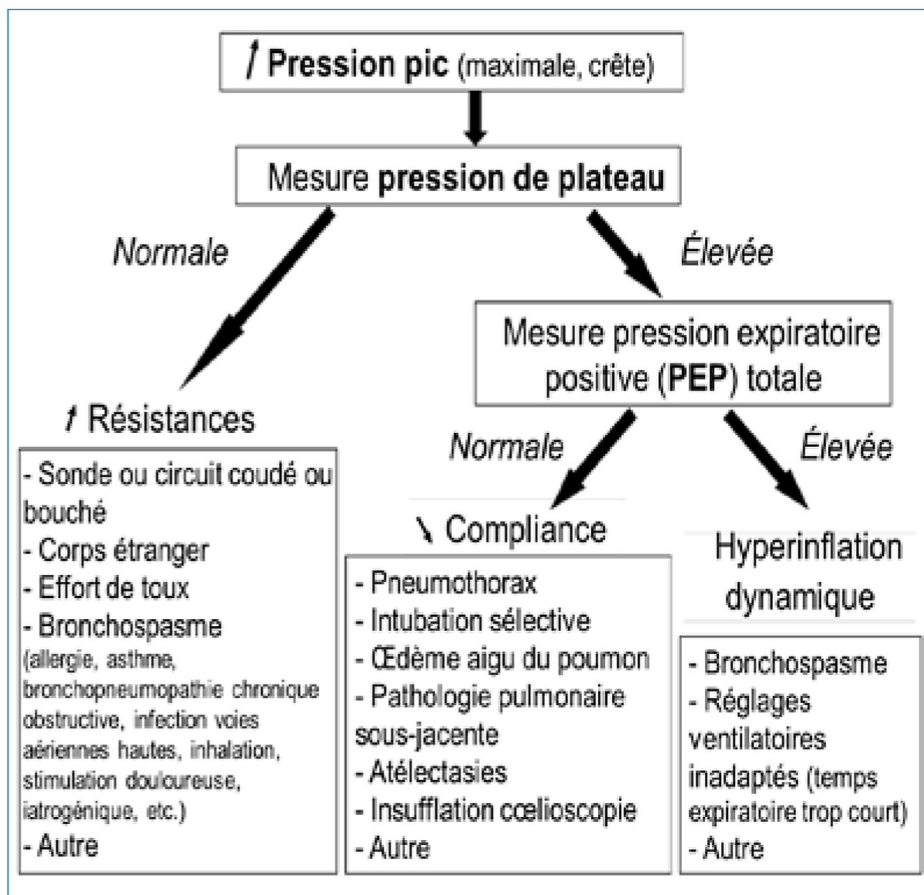 ↗ Pression pic (maximale, crête)
Mesure pression de plateau
Normale
Élevée
Mesure pression expiratoire
positive (PEP) totale
↗ Résistances
- Sonde ou circuit coudé ou
bouché
- Corps étranger
- Effort de toux
- Bronchospasme
(allergie, asthme,
bronchopneumopathie chronique
obstructive, infection voies
aériennes hautes, inhalation,
stimulation douloureuse,
iatrogénique, etc.)
- Autre
Normale
Élevée
↘ Compliance
- Pneumothorax
- Intubation sélective
- Œdème aigu du poumon
- Pathologie pulmonaire
sous-jacente
- Atélectasies
- Insufflation cœlioscopie
- Autre
Hyperinflation
dynamique
- Bronchospasme
- Réglages
ventilatoires
inadaptés (temps
expiratoire trop court)
- Autre